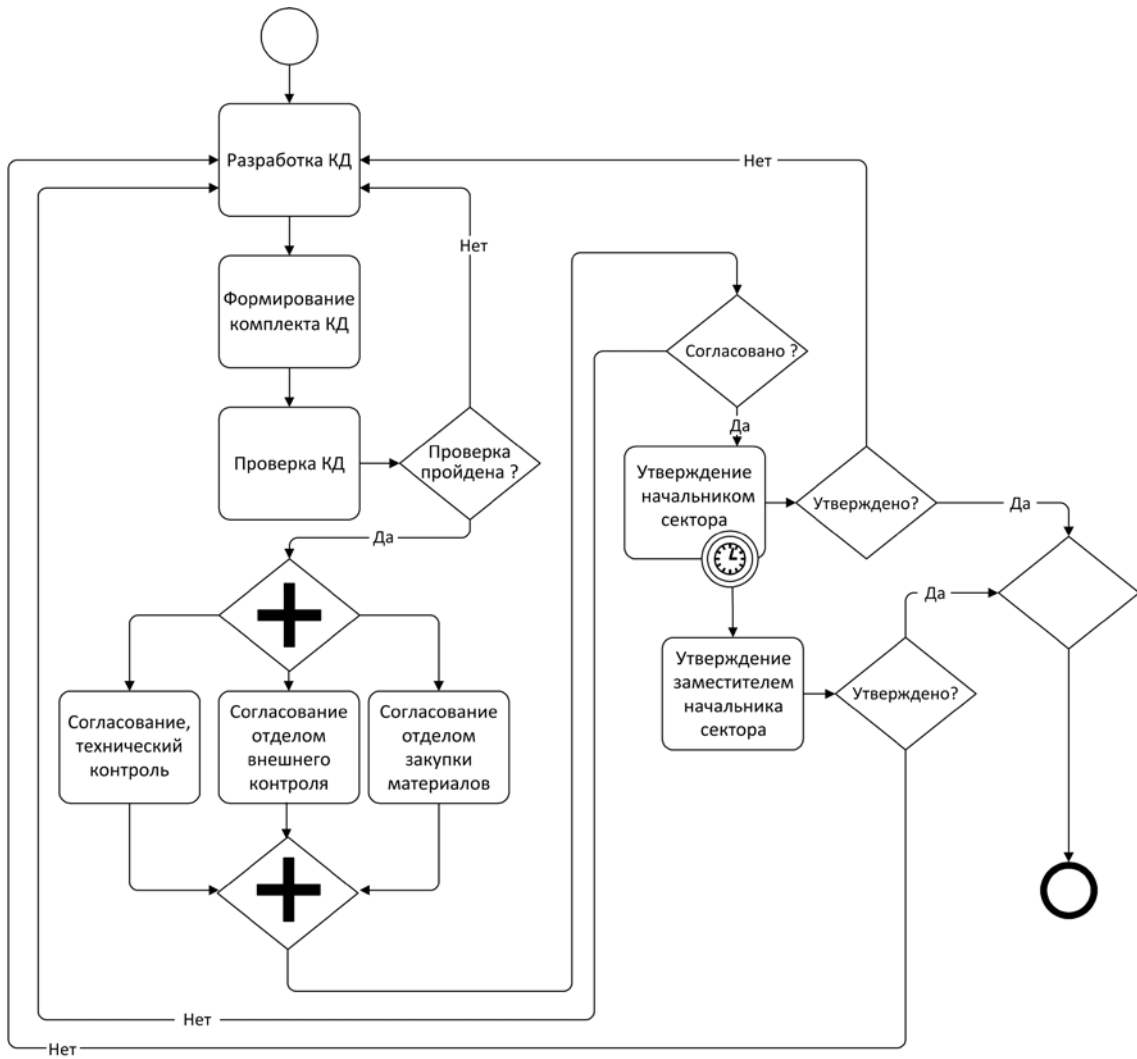 Разработка КД
Нет
Нет
Формирование
комплекта КД
Согласовано ?
Да
Проверка КД
Проверка
пройдена ?
Утверждение
начальником
сектора
Утверждено?
Да
Да
Да
Согласование,
технический
контроль
Согласование
отделом
внешнего
контроля
Согласование
отделом
закупки
материалов
Утверждение
заместителем
начальника
сектора
Утверждено?
Нет
Нет